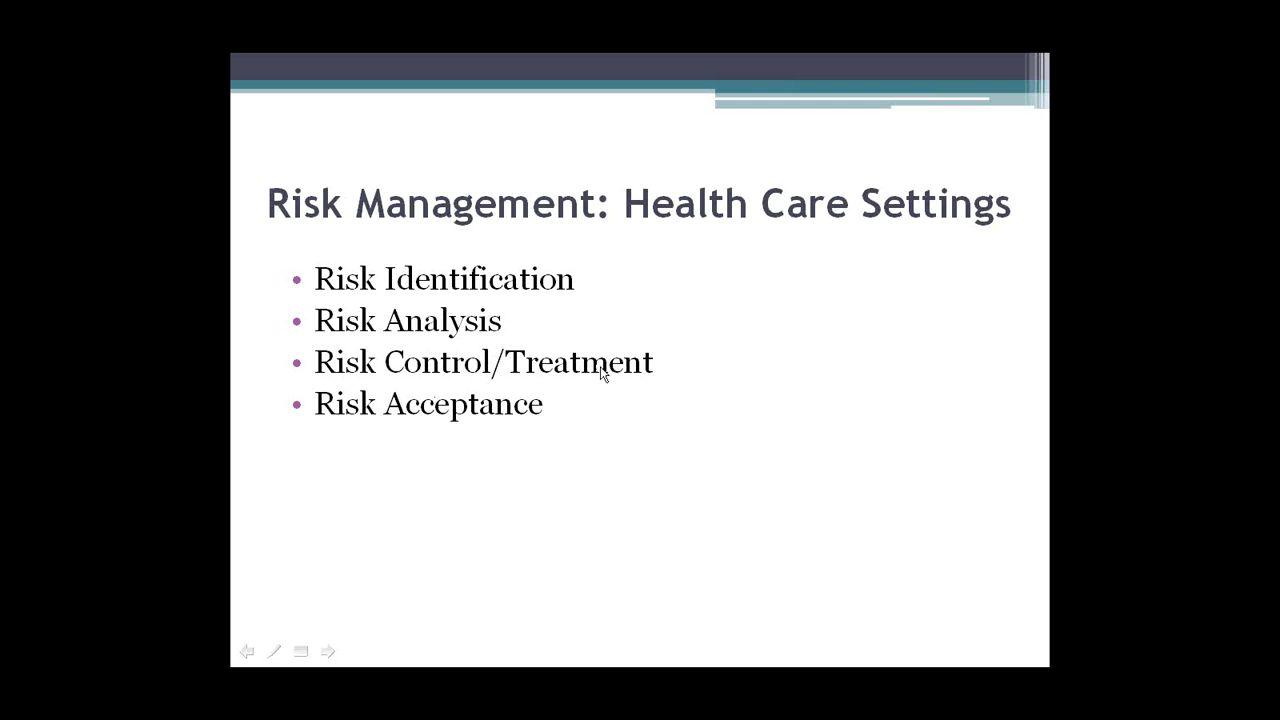 Risk Management: Health Care Settings
• Risk Identification
• Risk Analysis
• Risk Control/Treatment
• Risk Acceptance